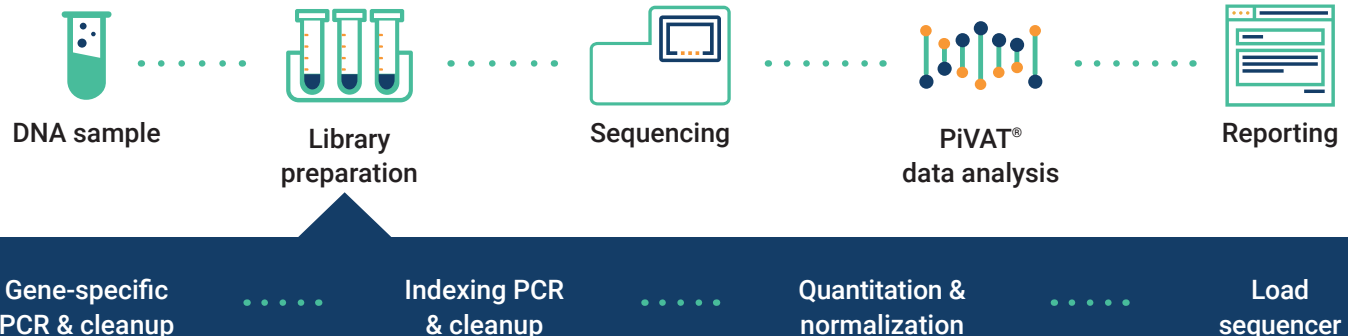 DNA sample
Library
preparation
Sequencing
PiVAT®
data analysis
Reporting
Gene-specific
PCR & cleanup
Indexing PCR
& cleanup
Quantitation &
normalization
Load
sequencer